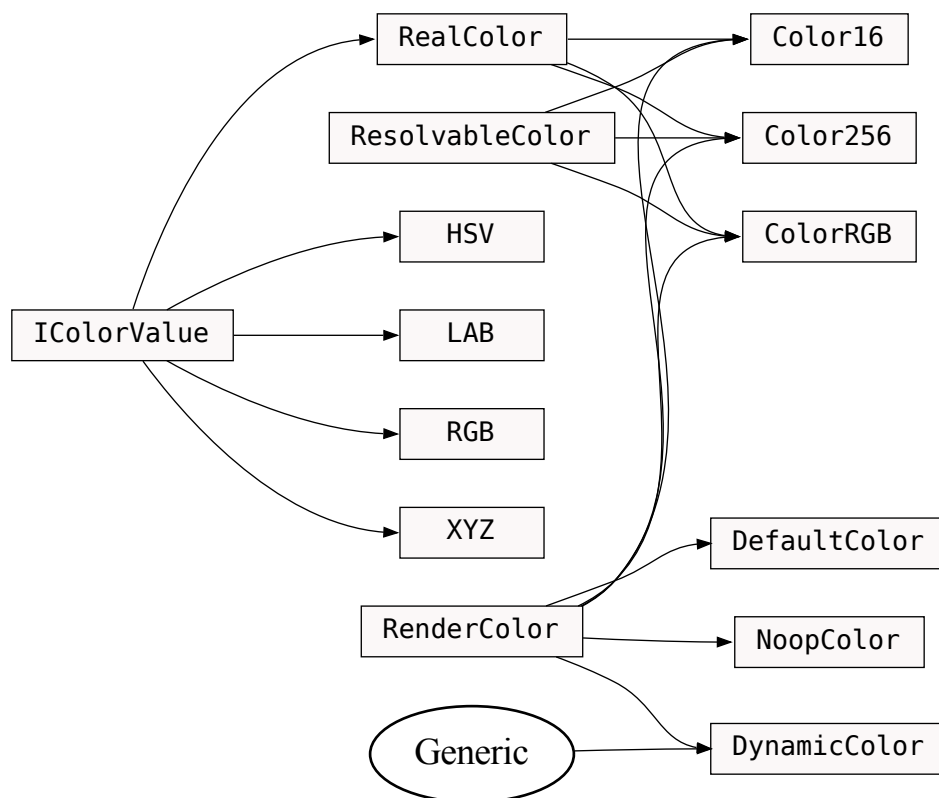 RealColor
Color16
ResolvableColor
Color256
HSV
ColorRGB
IColorValue
LAB
RGB
XYZ
DefaultColor
RenderColor
NoopColor
Generic
DynamicColor